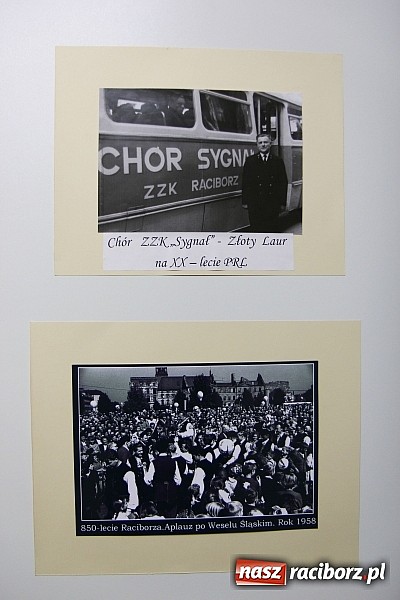 CHÓR SYGNAŁ
ZZK RACIBÓRZ
Chór ZZK „Sygnał” - Złoty Laur
na XX – lecie PRL
850-lecie Raciborza.Aplauz po Weselu Śląskim. Rok 1958
nasz raciborz.pl